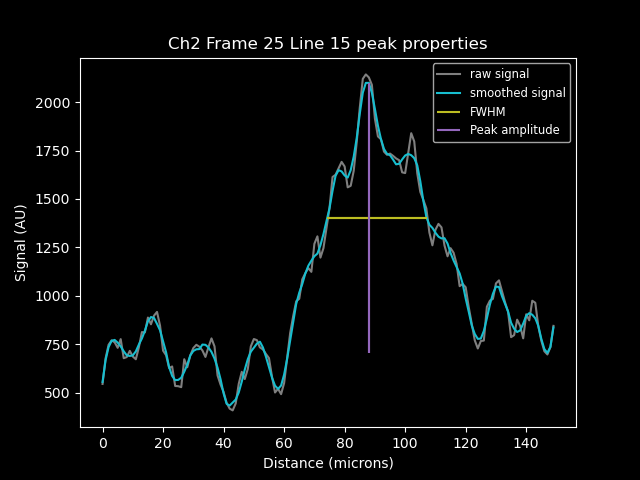 Ch2 Frame 25 Line 15 peak properties
raw signal
smoothed signal
FWHM
Peak amplitude
Signal (AU)
2000
1750
1500
1250
1000
750
500
0 20 40 60 80 100 120 140
Distance (microns)